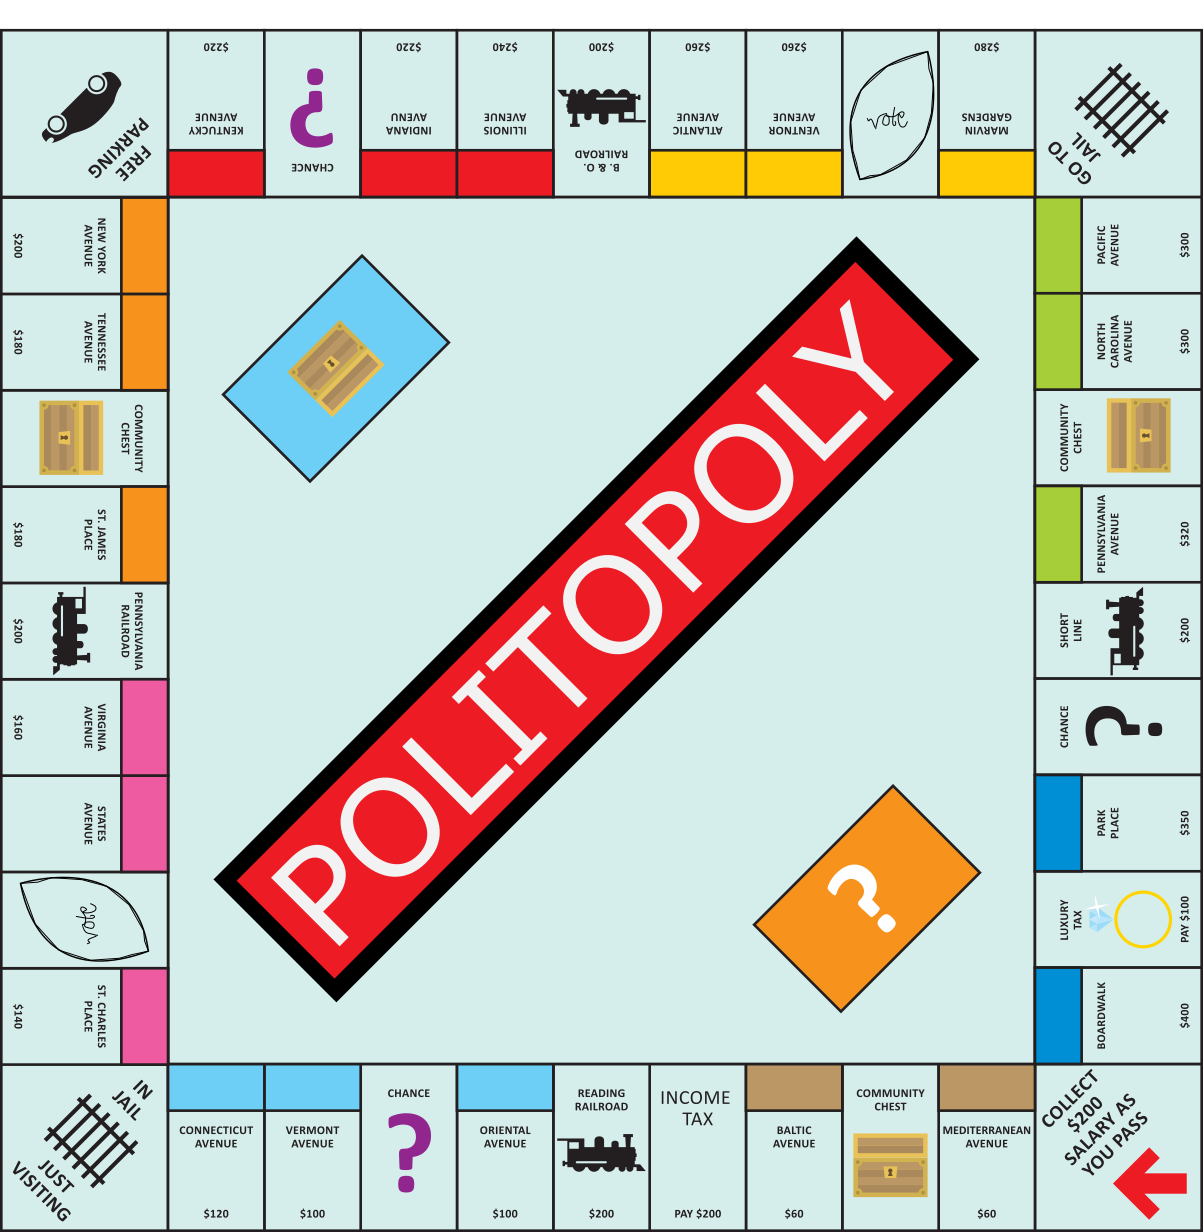 $220
KENTUCKY
AVENUE
CHANCE
$220
INDIANA
AVENU
$240
ILLINOIS
AVENUE
$200
B. & O.
RAILROAD
$260
ATLANTIC
AVENUE
$260
VENTNOR
AVENUE
vote
$280
MARVIN
GARDENS
FREE
PARKING
GO TO
JAIL
NEW YORK
AVENUE
$200
TENNESSEE
AVENUE
$180
COMMUNITY
CHEST
ST. JAMES
PLACE
$180
PENNSYLVANIA
RAILROAD
$200
VIRGINIA
AVENUE
$160
STATES
AVENUE
vote
ST. CHARLES
PLACE
$140
POLITOPOLY
?
PACIFIC
AVENUE
$300
NORTH
CAROLINA
AVENUE
$300
COMMUNITY
CHEST
PENNSYLVANIA
AVENUE
$320
SHORT
LINE
$200
CHANCE
?
PARK
PLACE
$350
LUXURY
TAX
PAY $100
BOARDWALK
$400
IN
JAIL
JUST
VISITING
CONNECTICUT
AVENUE
$120
VERMONT
AVENUE
$100
CHANCE
?
ORIENTAL
AVENUE
$100
READING
RAILROAD
$200
INCOME
TAX
PAY $200
BALTIC
AVENUE
$60
COMMUNITY
CHEST
MEDITERRANEAN
AVENUE
$60
COLLECT
$200
SALARY AS
YOU PASS